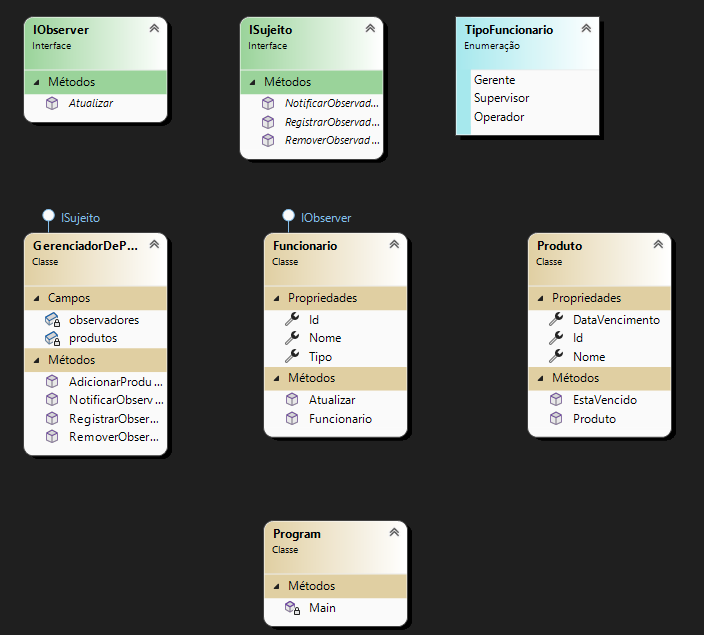 IObserver
Interface
Métodos
Atualizar
ISujeito
Interface
Métodos
NotificarObservad...
RegistrarObservad...
RemoverObservad...
TipoFuncionario
Enumeração
Gerente
Supervisor
Operador
ISujeito
GerenciadorDeP...
Classe
Campos
observadores
produtos
Métodos
AdicionarProdu...
NotificarObserv...
RegistrarObser...
RemoverObser...
IObserver
Funcionario
Classe
Propriedades
Id
Nome
Tipo
Métodos
Atualizar
Funcionario
Produto
Classe
Propriedades
DataVencimento
Id
Nome
Métodos
EstaVencido
Produto
Program
Classe
Métodos
Main